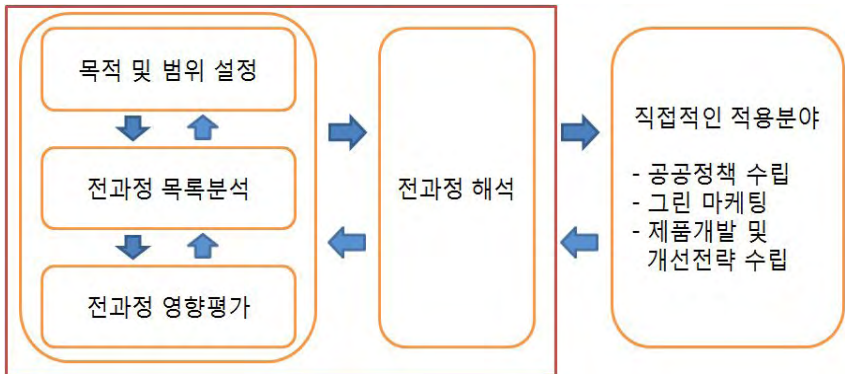 목적 및 범위 설정
전과정 목록분석
전과정 영향평가
전과정 해석
직접적인 적용분야
- 공공정책 수립
- 그린 마케팅
- 제품개발 및
개선전략 수립